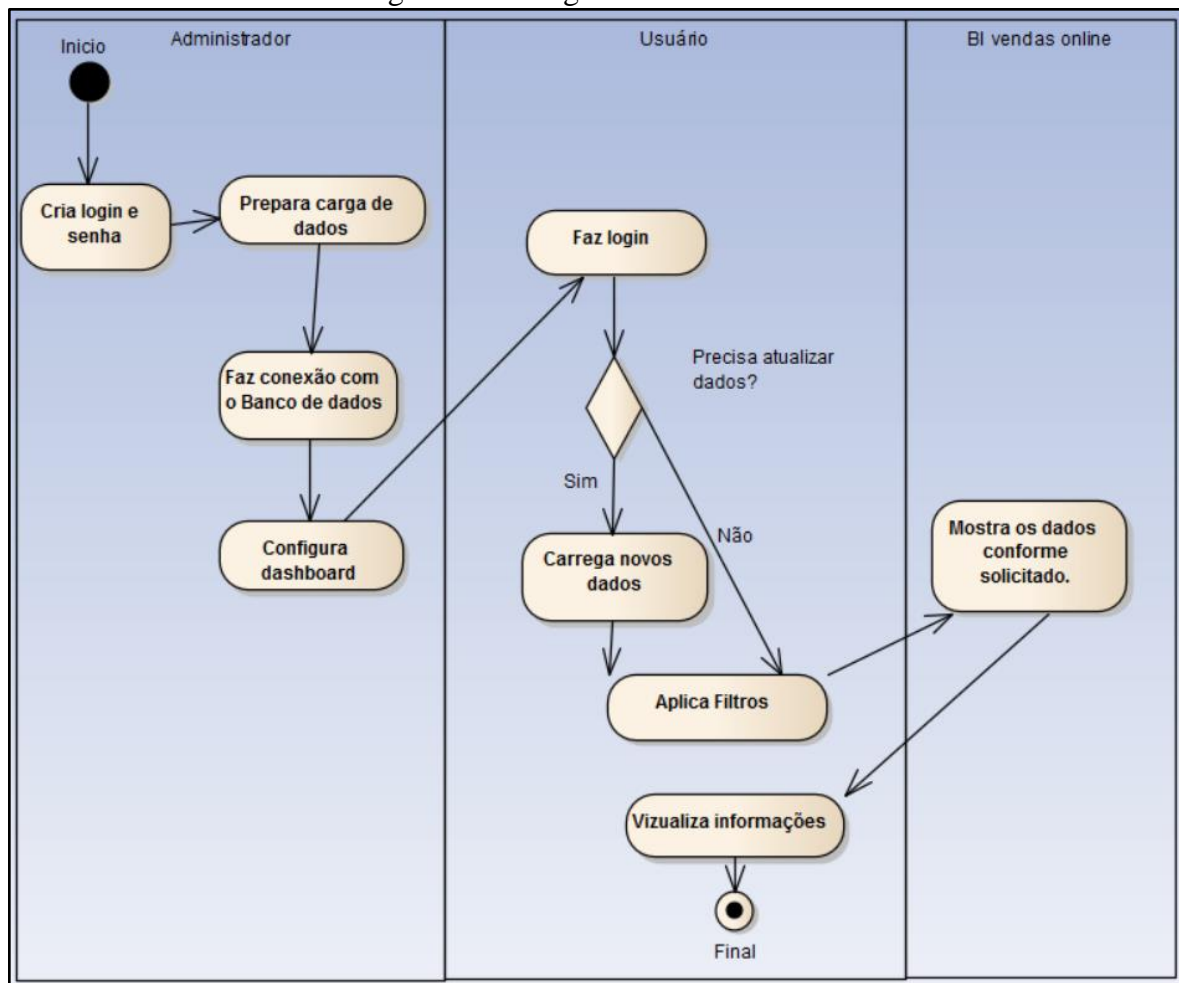 Administrador
Usuário
BI vendas online
Inicio
Cria login e
senha
Prepara carga de
dados
Faz conexão com
o Banco de dados
Configura
dashboard
Faz login
Precisa atualizar
dados?
Sim
Não
Carrega novos
dados
Aplica Filtros
Mostra os dados
conforme
solicitado.
Vizualiza informações
Final